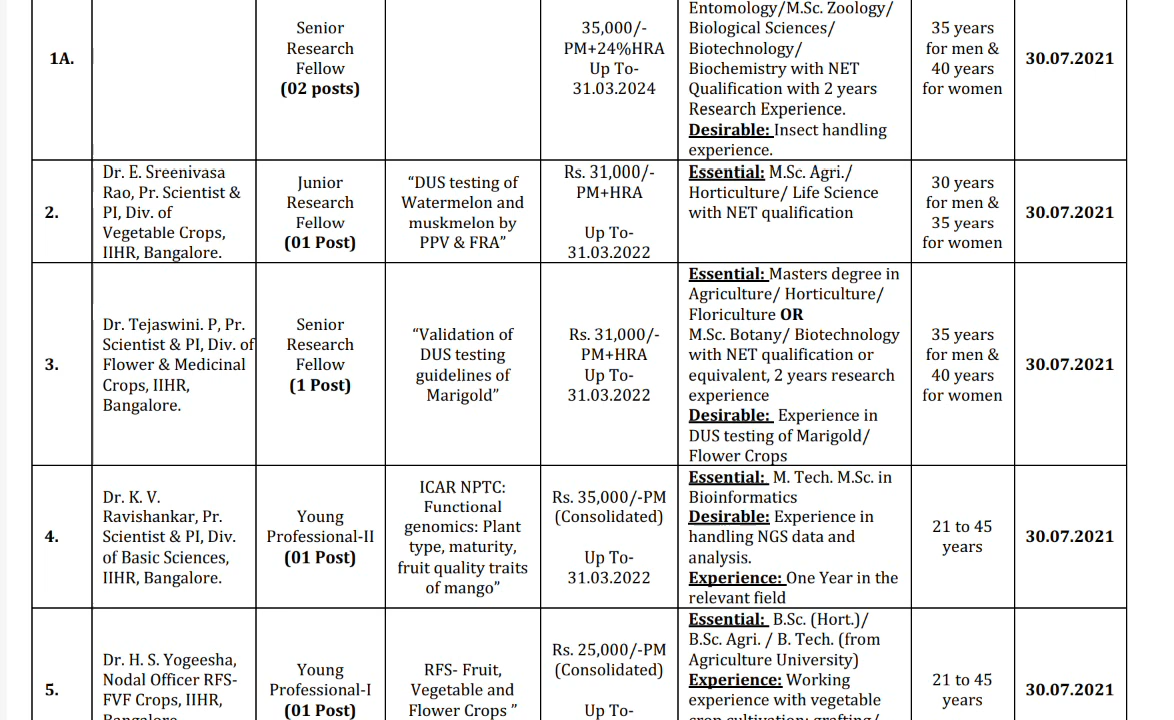 1A.
Senior
Research
Fellow
(02 posts)
35,000/-
PM+24%HRA
Up To-
31.03.2024
Entomology/M.Sc. Zoology/
Biological Sciences/
Biotechnology/
Biochemistry with NET
Qualification with 2 years
Research Experience.
Desirable: Insect handling
experience.
35 years
for men &
40 years
for women
30.07.2021
2.
Dr. E. Sreenivasa
Rao, Pr. Scientist &
PI, Div. of
Vegetable Crops,
IIHR, Bangalore.
Junior
Research
Fellow
(01 Post)
“DUS testing of
Watermelon and
muskmelon by
PPV & FRA”
Rs. 31,000/-
PM+HRA
Up To-
31.03.2022
Essential: M.Sc. Agri./
Horticulture/ Life Science
with NET qualification
30 years
for men &
35 years
for women
30.07.2021
3.
Dr. Tejaswini. P, Pr.
Scientist & PI, Div. of
Flower & Medicinal
Crops, IIHR,
Bangalore.
Senior
Research
Fellow
(1 Post)
“Validation of
DUS testing
guidelines of
Marigold”
Rs. 31,000/-
PM+HRA
Up To-
31.03.2022
Essential: Masters degree in
Agriculture/ Horticulture/
Floriculture OR
M.Sc. Botany/ Biotechnology
with NET qualification or
equivalent, 2 years research
experience
Desirable: Experience in
DUS testing of Marigold/
Flower Crops
35 years
for men &
40 years
for women
30.07.2021
4.
Dr. K. V.
Ravishankar, Pr.
Scientist & PI, Div.
of Basic Sciences,
IIHR, Bangalore.
Young
Professional-II
(01 Post)
ICAR NPTC:
Functional
genomics: Plant
type, maturity,
fruit quality traits
of mango”
Rs. 35,000/-PM
(Consolidated)
Up To-
31.03.2022
Essential: M. Tech. M.Sc. in
Bioinformatics
Desirable: Experience in
handling NGS data and
analysis.
Experience: One Year in the
relevant field
21 to 45
years
30.07.2021
5.
Dr. H. S. Yogeesha,
Nodal Officer RFS-
FVF Crops, IIHR,
Bangalore
Young
Professional-I
(01 Post)
RFS- Fruit,
Vegetable and
Flower Crops ”
Rs. 25,000/-PM
(Consolidated)
Up To-
Essential: B.Sc. (Hort.)/
B.Sc. Agri. / B. Tech. (from
Agriculture University)
Experience: Working
experience with vegetable
crop cultivation; grafting/
21 to 45
years
30.07.2021